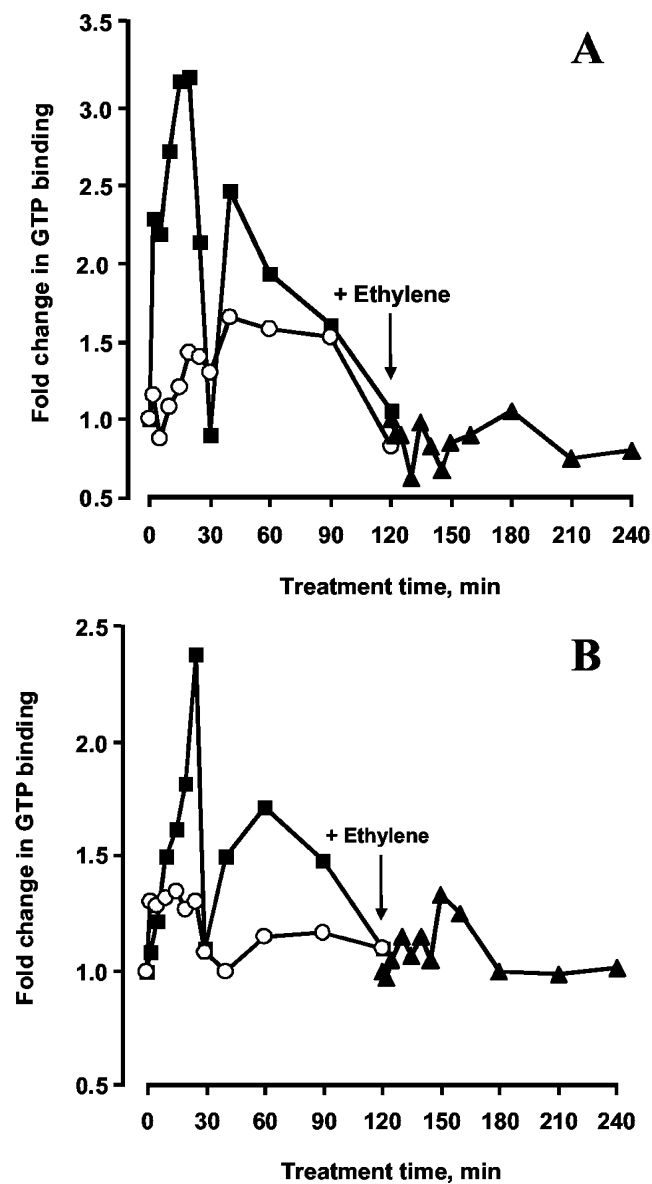 A
Fold change in GTP binding
3.5
3.0
2.5
2.0
1.5
1.0
0.5
+ Ethylene
0 30 60 90 120 150 180 210 240
Treatment time, min
B
Fold change in GTP binding
2.5
2.0
1.5
1.0
0.5
+ Ethylene
0 30 60 90 120 150 180 210 240
Treatment time, min